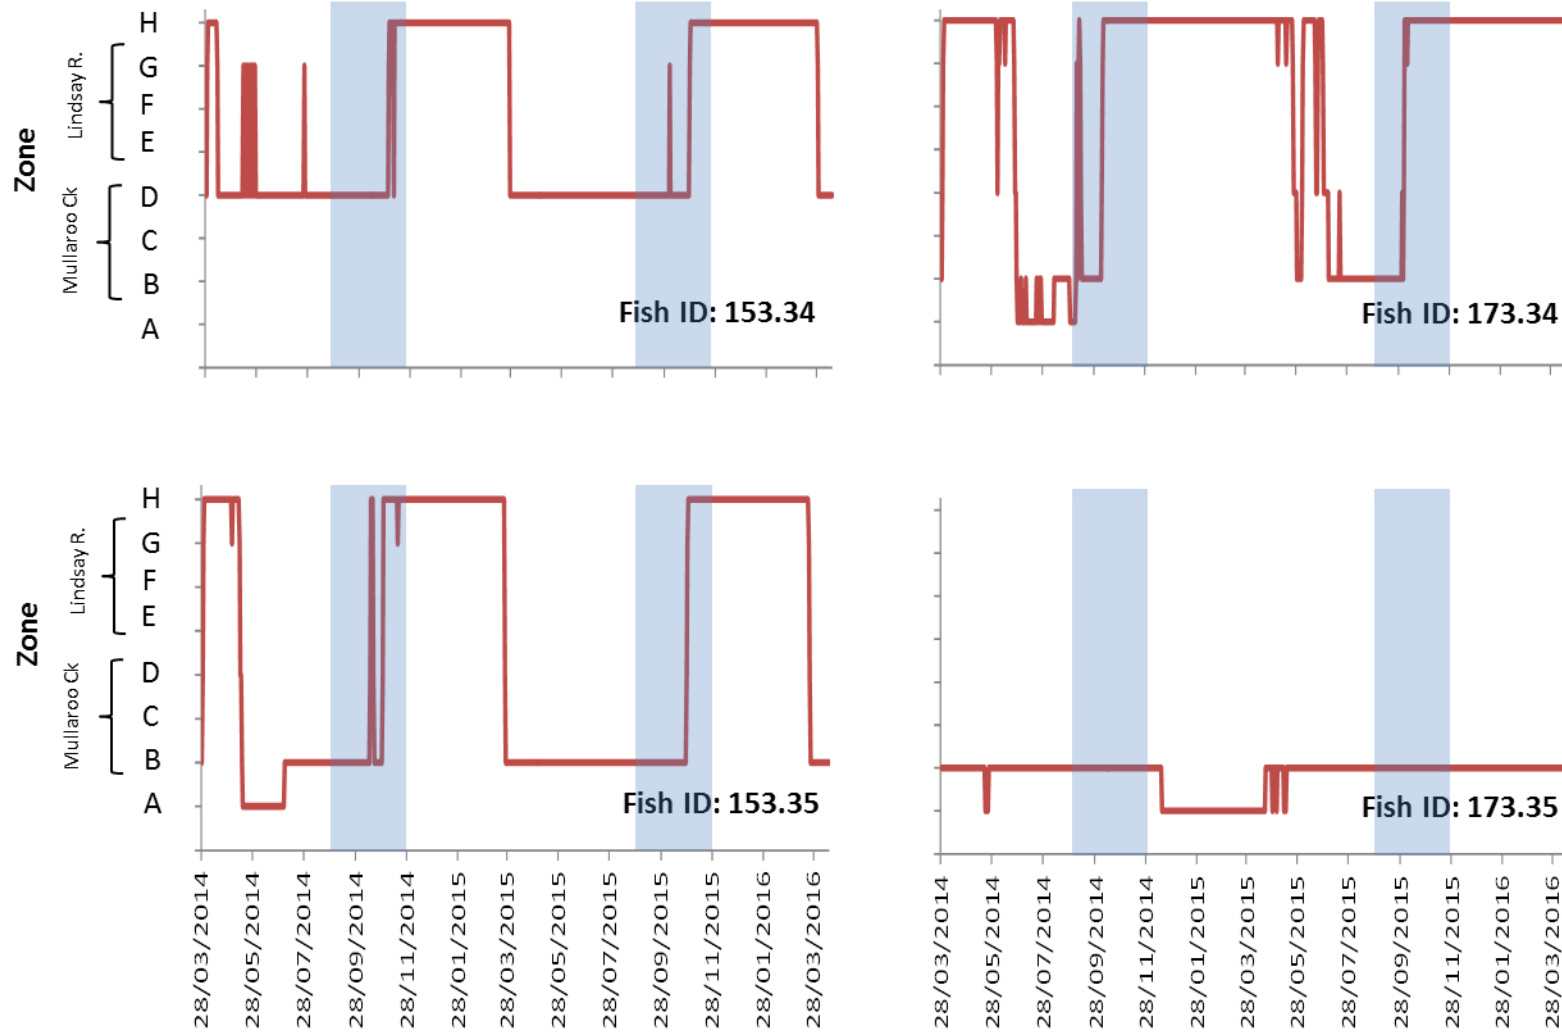 Zone
Lindsay R.
Mullaroo Ck
H
G
F
E
D
C
B
A
Fish ID: 153.34
Fish ID: 173.34
Zone
Lindsay R.
Mullaroo Ck
H
G
F
E
D
C
B
A
Fish ID: 153.35
Fish ID: 173.35
28/03/2014
28/05/2014
28/07/2014
28/09/2014
28/11/2014
28/01/2015
28/03/2015
28/05/2015
28/07/2015
28/09/2015
28/11/2015
28/01/2016
28/03/2016
28/03/2014
28/05/2014
28/07/2014
28/09/2014
28/11/2014
28/01/2015
28/03/2015
28/05/2015
28/07/2015
28/09/2015
28/11/2015
28/01/2016
28/03/2016